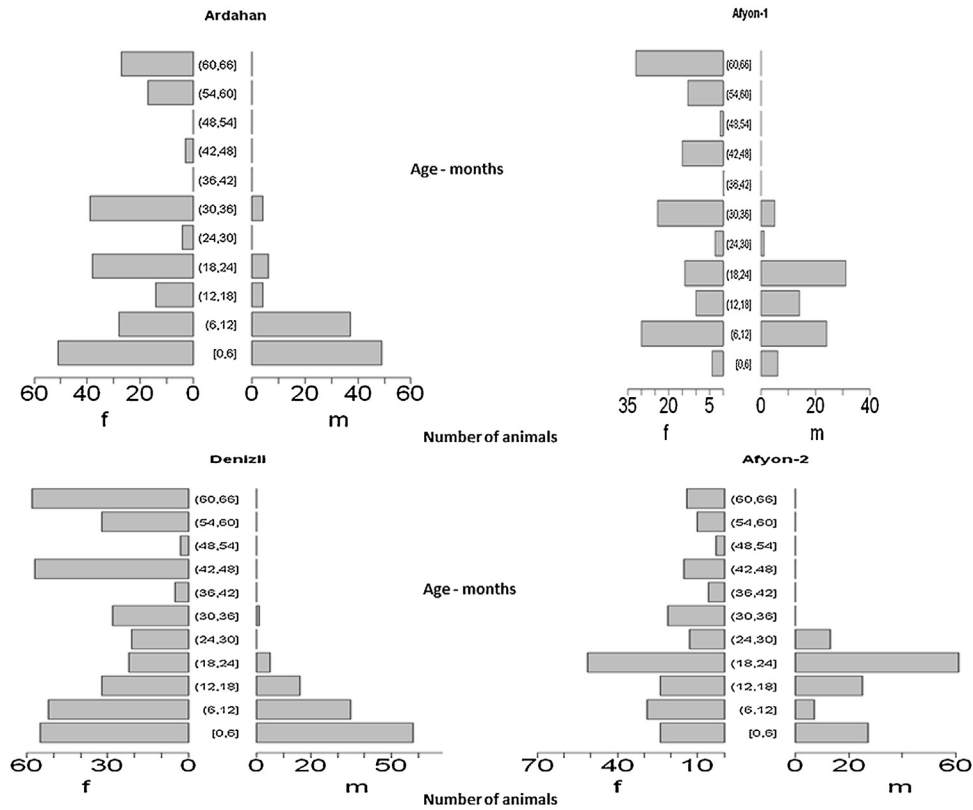 Ardahan
Afyon-1
(60,66]
(54,60]
(48,54]
(42,48]
(36,42]
(30,36]
(24,30]
(18,24]
(12,18]
(6,12]
[0,6]
60 40 20 0
0 20 40 60
f
m
Age - months
(60,66]
(54,60]
(48,54]
(42,48]
(36,42]
(30,36]
(24,30]
(18,24]
(12,18]
(6,12]
[0,6]
35 20 5
0 20 40
f
m
Number of animals
Denizli
Afyon-2
(60,66]
(54,60]
(48,54]
(42,48]
(36,42]
(30,36]
(24,30]
(18,24]
(12,18]
(6,12]
[0,6]
60 30 0
0 20 50
f
m
Age - months
(60,66]
(54,60]
(48,54]
(42,48]
(36,42]
(30,36]
(24,30]
(18,24]
(12,18]
(6,12]
[0,6]
70 40 10
0 20 60
f
m
Number of animals